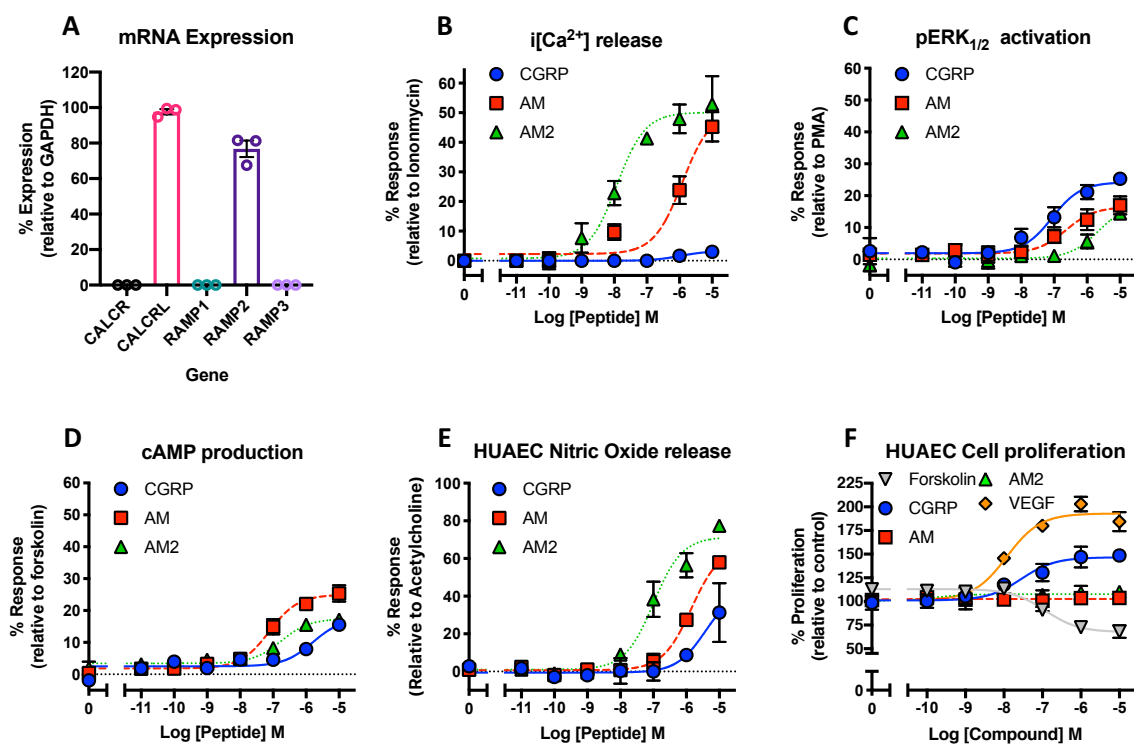 A
mRNA Expression
% Expression
(relative to GAPDH)
120
100
80
60
40
20
0
CALCR
CALCRL
RAMP1
RAMP2
RAMP3
Gene
B
i[Ca²⁺] release
CGRP
AM
AM2
% Response
(relative to Ionomycin)
60
50
40
30
20
10
0
0
-11
-10
-9
-8
-7
-6
-5
Log [Peptide] M
C
pERK₁/₂ activation
CGRP
AM
AM2
% Response
(relative to PMA)
60
50
40
30
20
10
0
0
-11
-10
-9
-8
-7
-6
-5
Log [Peptide] M
D
cAMP production
CGRP
AM
AM2
% Response
(relative to forskolin)
60
50
40
30
20
10
0
0
-11
-10
-9
-8
-7
-6
-5
Log [Peptide] M
E
HUAEC Nitric Oxide release
CGRP
AM
AM2
% Response
(Relative to Acetylcholine)
100
80
60
40
20
0
0
-11
-10
-9
-8
-7
-6
-5
Log [Peptide] M
F
HUAEC Cell proliferation
Forskolin
CGRP
AM
AM2
VEGF
% Proliferation
(relative to control)
225
200
175
150
125
100
75
50
0
0
-10
-9
-8
-7
-6
-5
Log [Compound] M